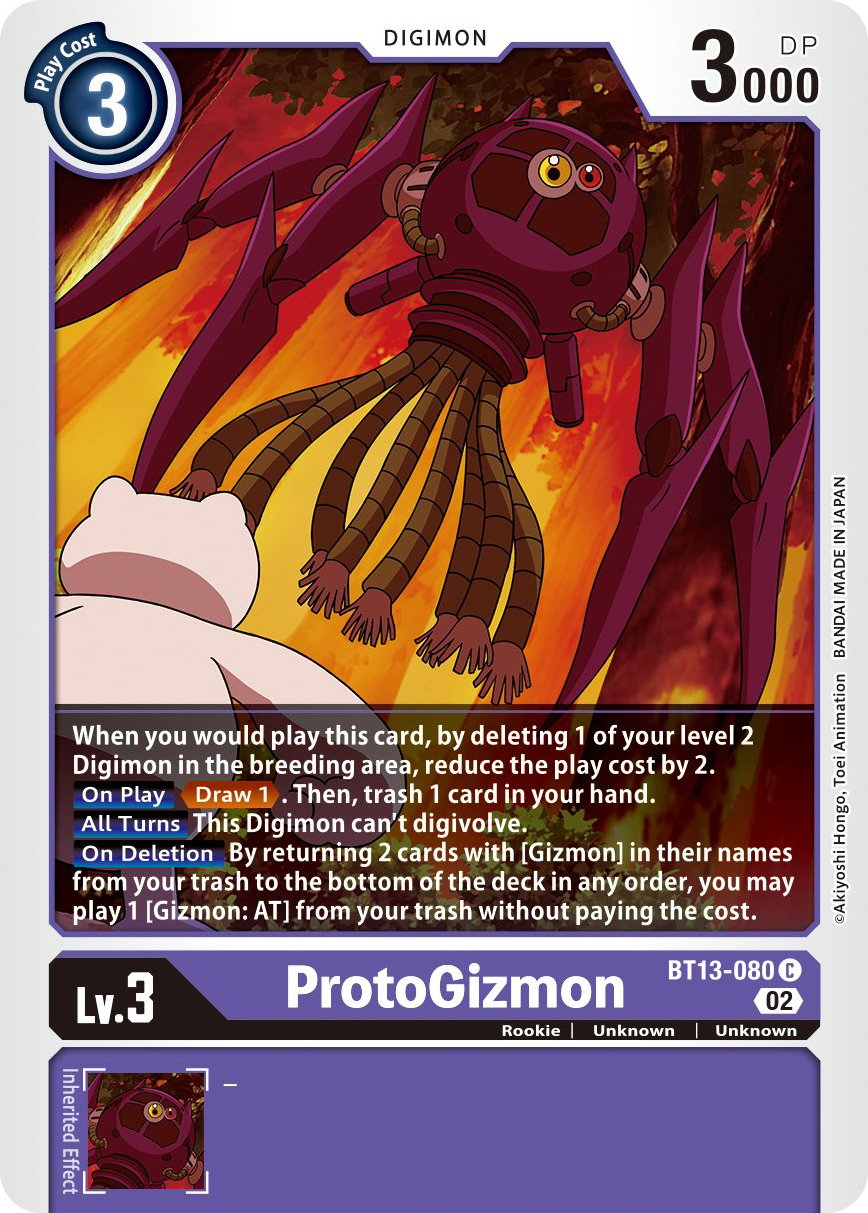 DIGIMON
Play Cost
3
DP
3000
When you would play this card, by deleting 1 of your level 2
Digimon in the breeding area, reduce the play cost by 2.
On Play Draw 1. Then, trash 1 card in your hand.
All Turns This Digimon can't digivolve.
On Deletion By returning 2 cards with [Gizmon] in their names
from your trash to the bottom of the deck in any order, you may
play 1 [Gizmon: AT] from your trash without paying the cost.
©Akiyoshi Hongo, Toei Animation BANDAI MADE IN JAPAN
Lv.3
ProtoGizmon
BT13-080 C
02
Rookie | Unknown | Unknown
Inherited Effect
–